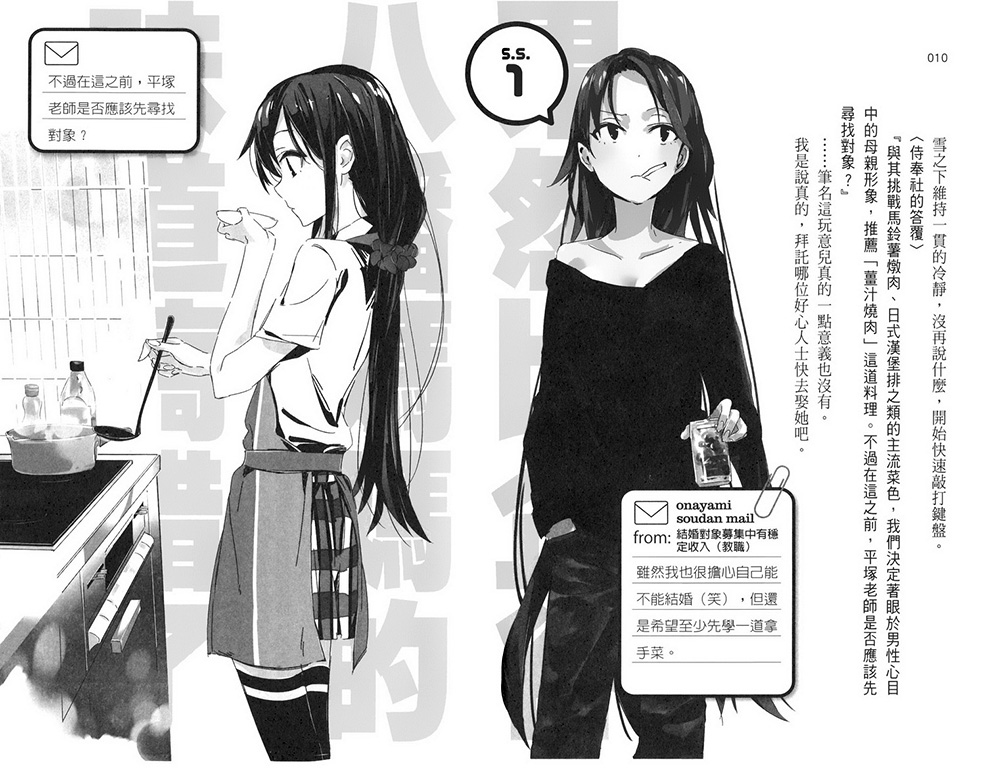 010
雪之下維持一貫的冷靜，沒再說什麼，開始快速敲打鍵盤。
〈侍奉社的答覆〉
『與其挑戰馬鈴薯燉肉、日式漢堡排之類的主流菜色，我們決定著眼於男性心目
中的母親形象，推薦「薑汁燒肉」這道料理。不過在這之前，平塚老師是否應該先
尋找對象？』
……筆名這玩意兒真的一點意義也沒有。
我是說真的，拜託哪位好心人士快去娶她吧。
s.s.
1
onayami
soudan mail
from: 結婚對象募集中有穩
定收入（教職）
雖然我也很擔心自己能
不能結婚（笑），但還
是希望至少先學一道拿
手菜。
不過在這之前，平塚
老師是否應該先尋找
對象？